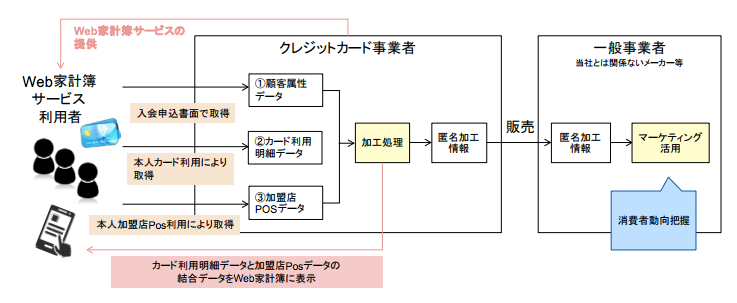 Web家計簿サービスの
提供
クレジットカード事業者
一般事業者
当社とは関係ないメーカー等
Web家計簿
サービス
利用者
①顧客属性
データ
入会申込書面で取得
②カード利用
明細データ
本人カード利用により
取得
③加盟店
POSデータ
本人加盟店Pos利用により取得
加工処理
匿名加工
情報
販売
匿名加工
情報
マーケティング
活用
消費者動向把握
カード利用明細データと加盟店Posデータの
結合データをWeb家計簿に表示